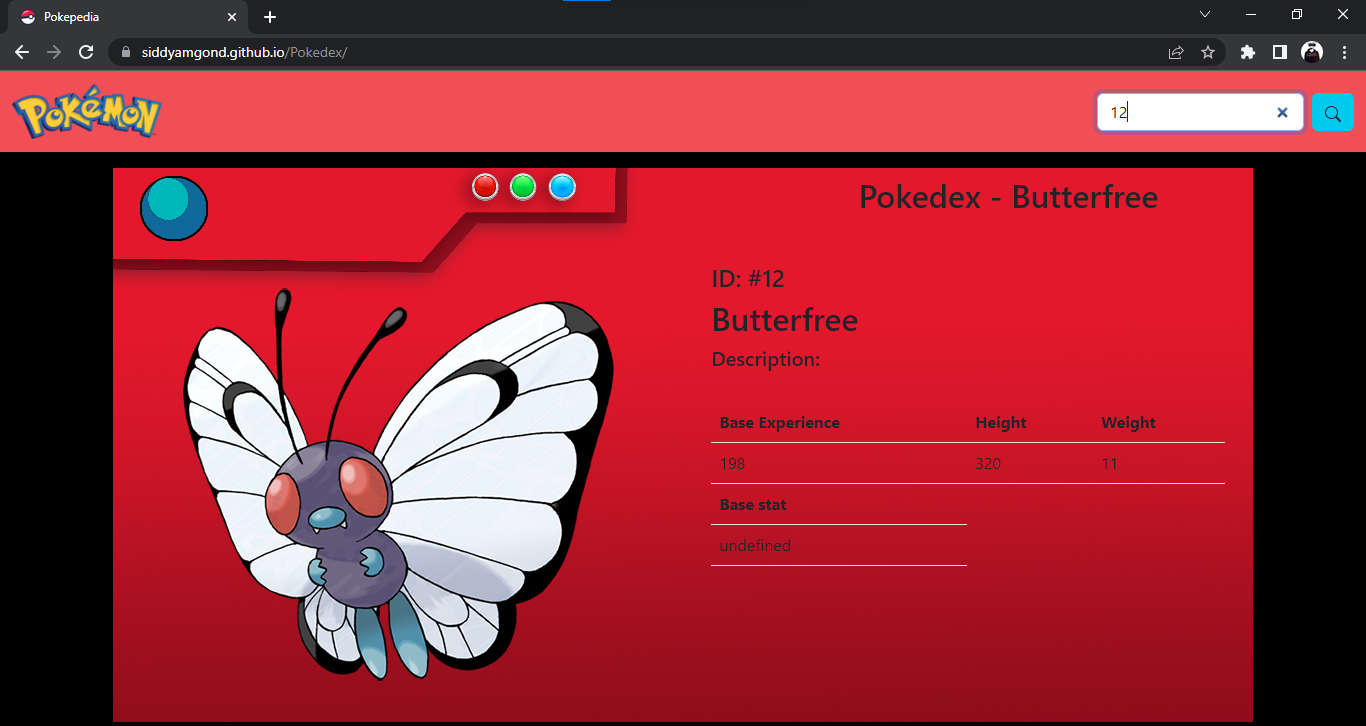 Pokepedia
siddyamgond.github.io/Pokedex/
POKéMON
12
Pokedex - Butterfree
ID: #12
Butterfree
Description:
Base Experience Height Weight
198 320 11
Base stat
undefined